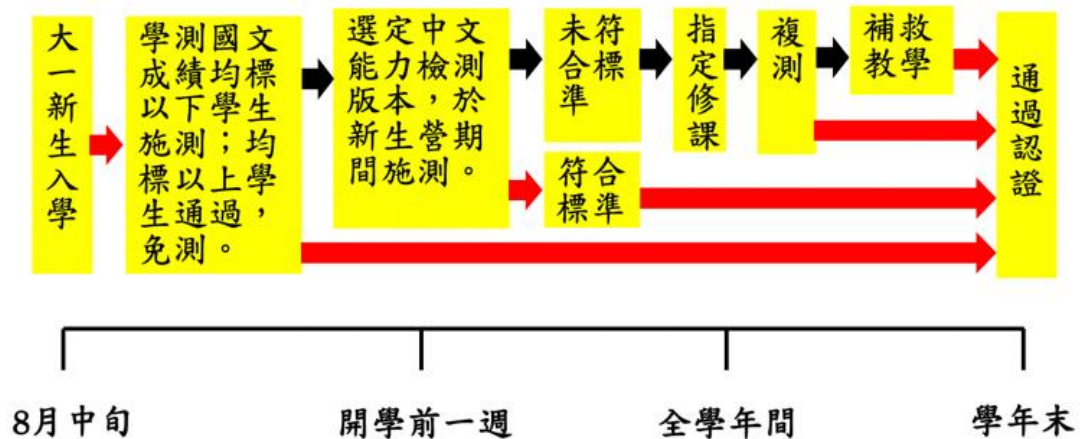 大
一
新
生
入
學
學測國文
成績均標
以下學生
施測；均
標以上學
生通過，
免測。
選定中文
能力檢測
版本，於
新生營期
間施測。
未符
合標
準
符合
標準
指
定
修
課
複
測
補救
教學
通
過
認
證
8月中旬
開學前一週
全學年間
學年末